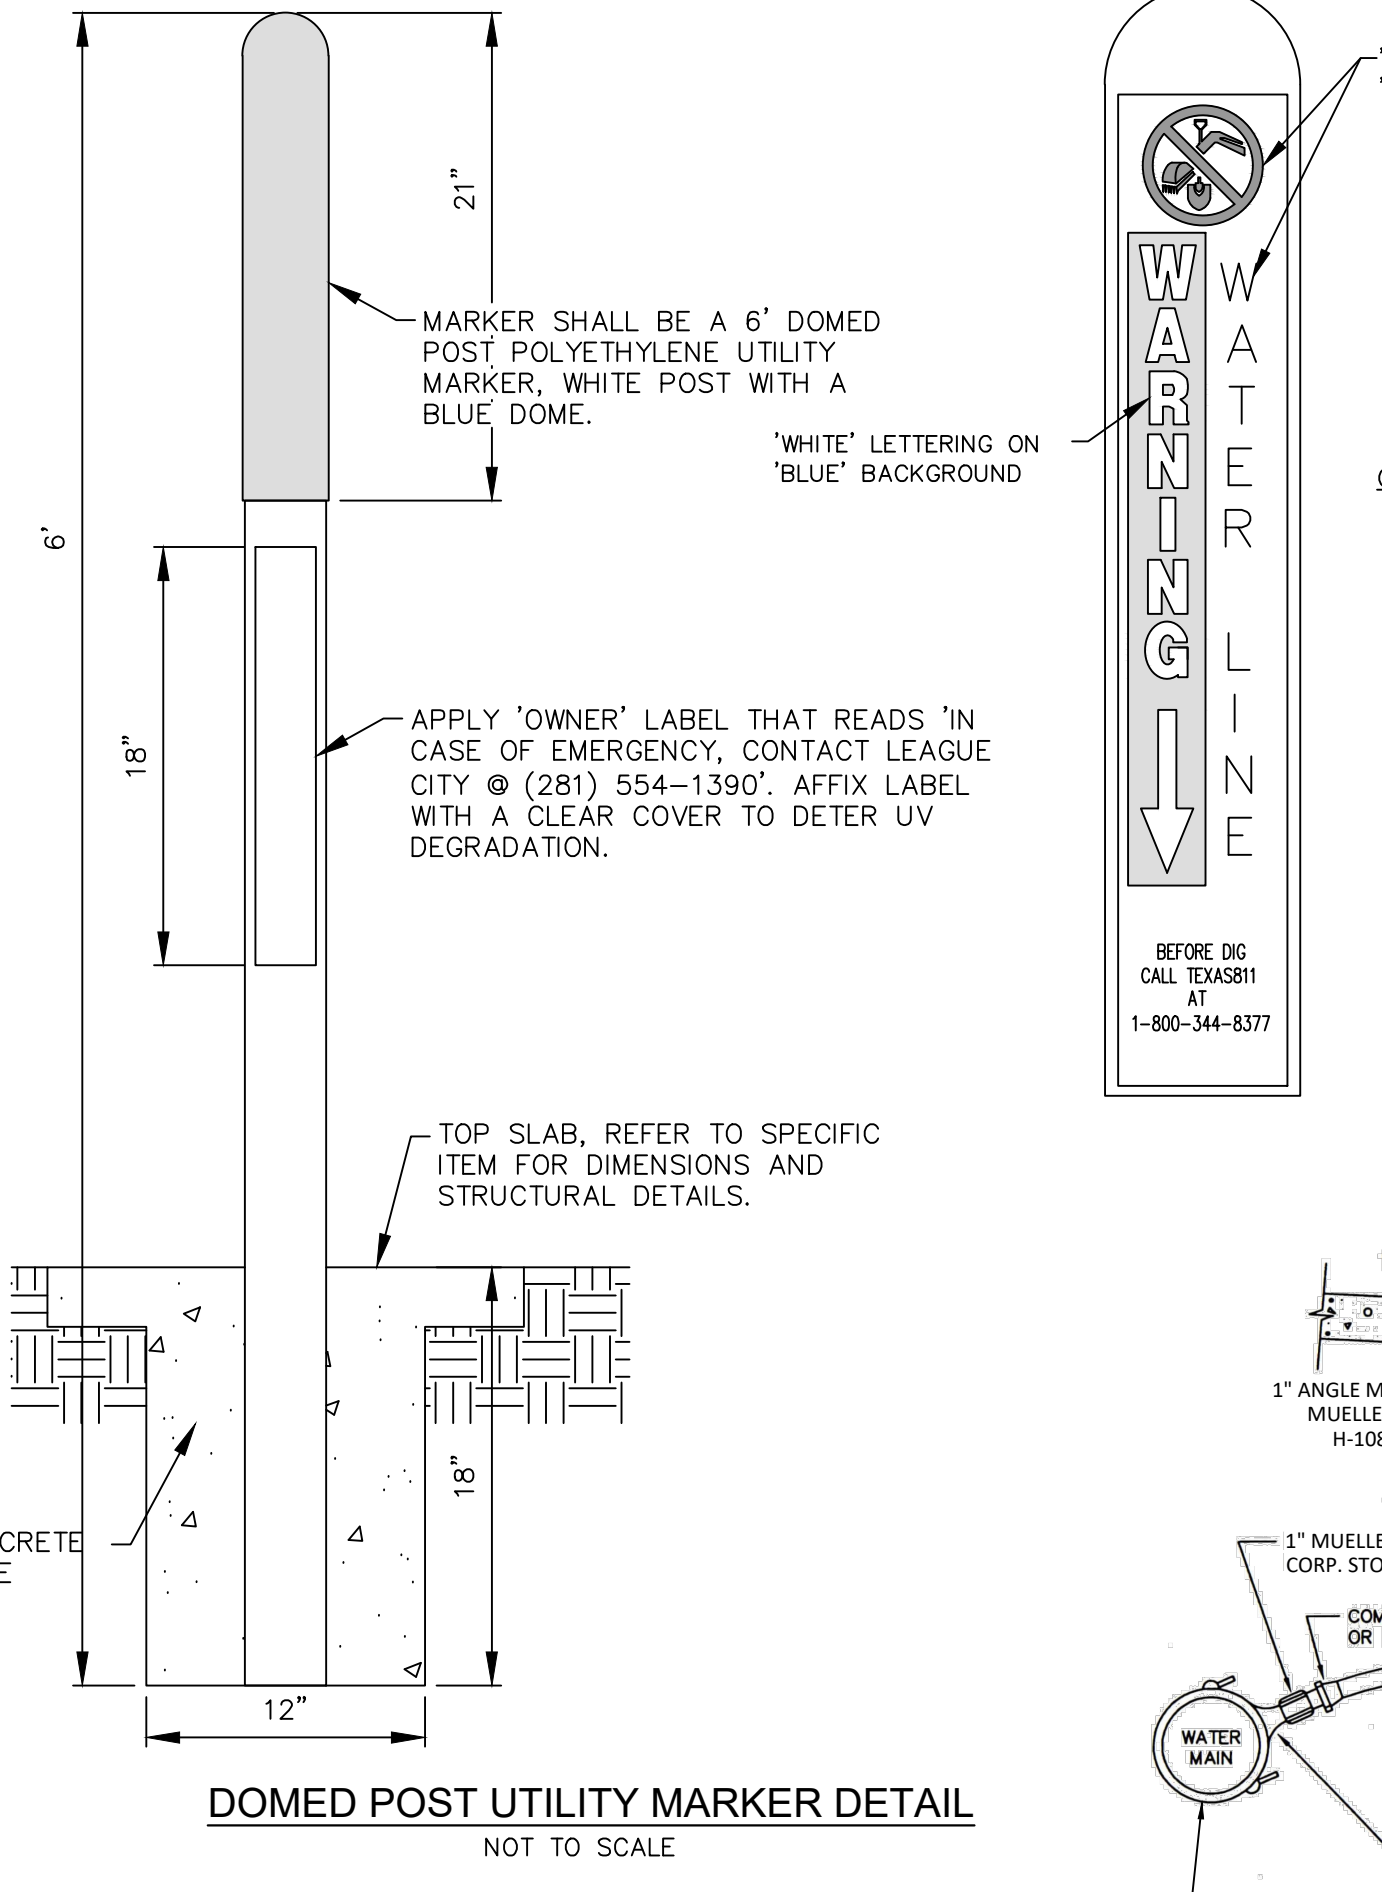 6'
21”
MARKER SHALL BE A 6’ DOMED
POST POLYETHYLENE UTILITY
MARKER, WHITE POST WITH A
BLUE DOME.
18”
APPLY ’OWNER’ LABEL THAT READS ’IN
CASE OF EMERGENCY, CONTACT LEAGUE
CITY @ (281) 554–1390’. AFFIX LABEL
WITH A CLEAR COVER TO DETER UV
DEGRADATION.
TOP SLAB, REFER TO SPECIFIC
ITEM FOR DIMENSIONS AND
STRUCTURAL DETAILS.
18”
CRETE
E
12”
DOMED POST UTILITY MARKER DETAIL
NOT TO SCALE
’WHITE’ LETTERING ON
’BLUE’ BACKGROUND
WARNING
WATER LINE
BEFORE DIG
CALL TEXAS811
AT
1-800-344-8377
1" ANGLE M
MUELLE
H-108
1" MUELLE
CORP. STO
COM
OR
WATER
MAIN